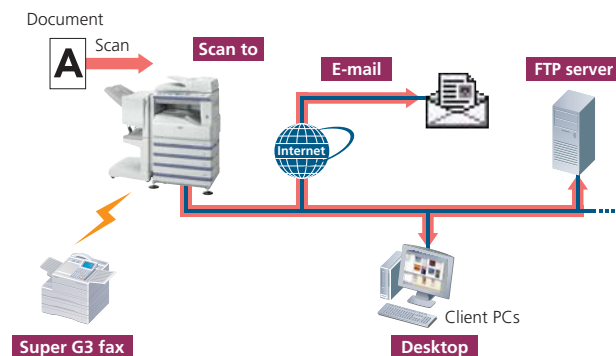 Document
Scan
A
Scan to
E-mail
FTP server
Internet
Client PCs
Super G3 fax
Desktop